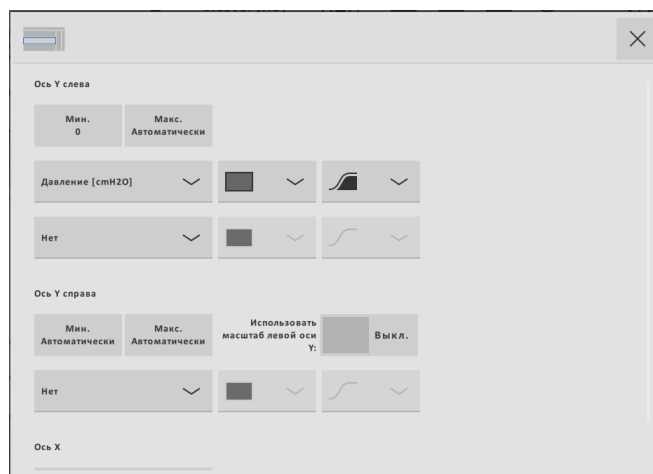 Ось Y слева
Мин.
0
Макс.
Автоматически
Давление [cmH2O]
Нет
Ось Y справа
Мин.
Автоматически
Макс.
Автоматически
Использовать
масштаб левой оси
Y:
Выкл.
Нет
Ось X